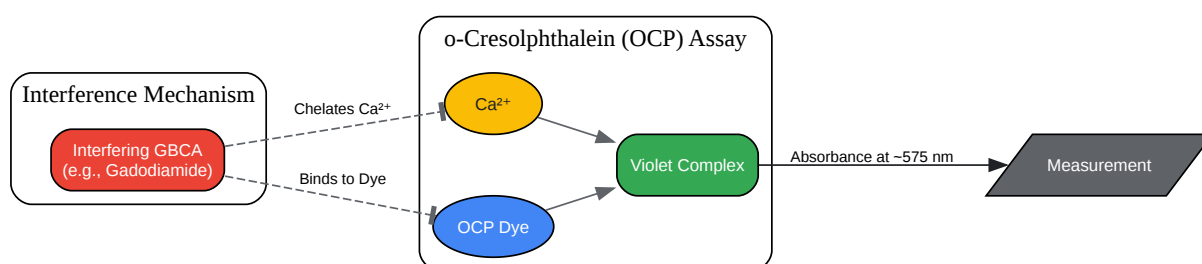 Interference Mechanism
Interfering GBCA
(e.g., Gadodiamide)
Chelates Ca²⁺
Binds to Dye
o-Cresolphthalein (OCP) Assay
Ca²⁺
OCP Dye
Violet Complex
Absorbance at ~575 nm
Measurement